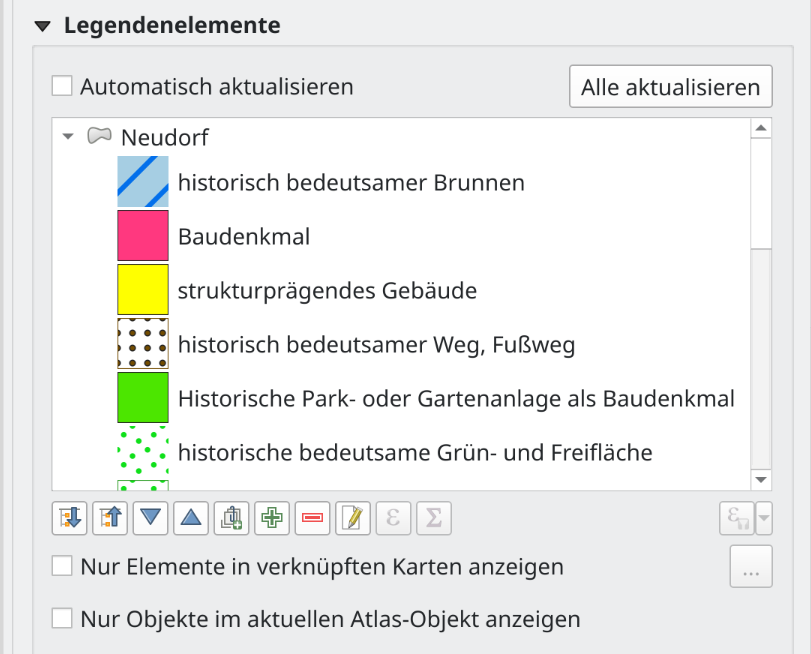 Legendenelemente
Automatisch aktualisieren
Alle aktualisieren
Neudorf
historisch bedeutsamer Brunnen
Baudenkmal
strukturprägendes Gebäude
historisch bedeutsamer Weg, Fußweg
Historische Park- oder Gartenanlage als Baudenkmal
historische bedeutsame Grün- und Freifläche
ε Σ ε
Nur Elemente in verknüpften Karten anzeigen
...
Nur Objekte im aktuellen Atlas-Objekt anzeigen